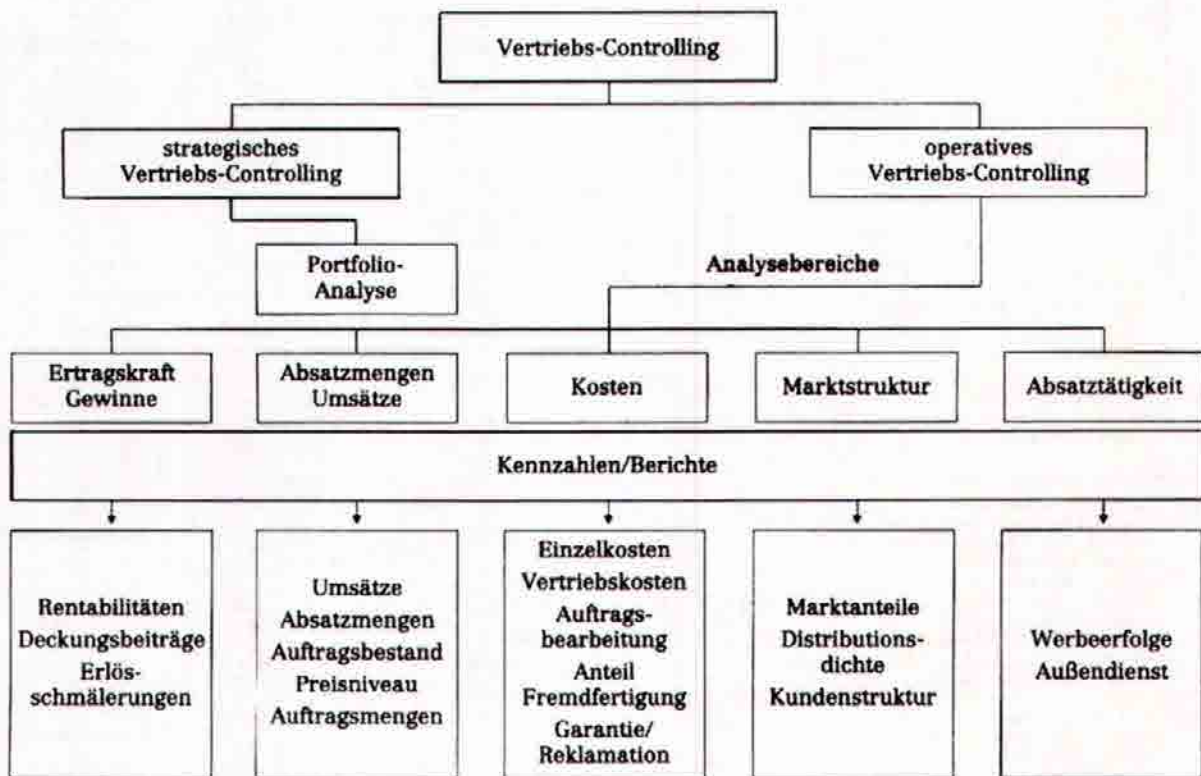 Vertriebs-Controlling
strategisches
Vertriebs-Controlling
operatives
Vertriebs-Controlling
Portfolio-
Analyse
Analysebereiche
Ertragskraft
Gewinne
Absatzmengen
Umsätze
Kosten
Marktstruktur
Absatztätigkeit
Kennzahlen/Berichte
Rentabilitäten
Deckungsbeiträge
Erlös-
schmälerungen
Umsätze
Absatzmengen
Auftragsbestand
Preisniveau
Auftragsmengen
Einzelkosten
Vertriebskosten
Auftrags-
bearbeitung
Anteil
Fremdfertigung
Garantie/
Reklamation
Marktanteile
Distributions-
dichte
Kundenstruktur
Werbeerfolge
Außendienst